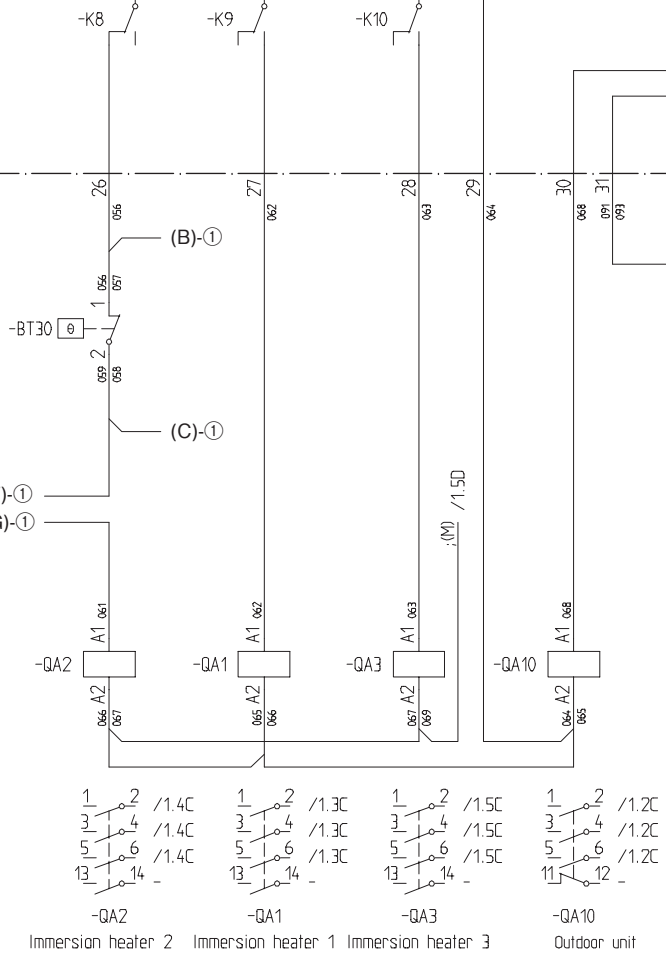 -K8 -K9 -K10
26 27 28 29 30 31
056 062 063 064 068 091 093
(B)-①
056 057
1
-BT30 θ
2
059 058
(C)-①
)-①
)-①
;(M) /1.5D
061 062 063 068
A1 A1 A1 A1
-QA2 -QA1 -QA3 -QA10
A2 A2 A2 A2
066 067 065 066 067 069 064 065
1 2 /1.4C 1 2 /1.3C 1 2 /1.5C 1 2 /1.2C
3 4 /1.4C 3 4 /1.3C 3 4 /1.5C 3 4 /1.2C
5 6 /1.4C 5 6 /1.3C 5 6 /1.5C 5 6 /1.2C
13 14 - 13 14 - 13 14 - 11 12 -
-QA2 -QA1 -QA3 -QA10
Immersion heater 2 Immersion heater 1 Immersion heater 3 Outdoor unit